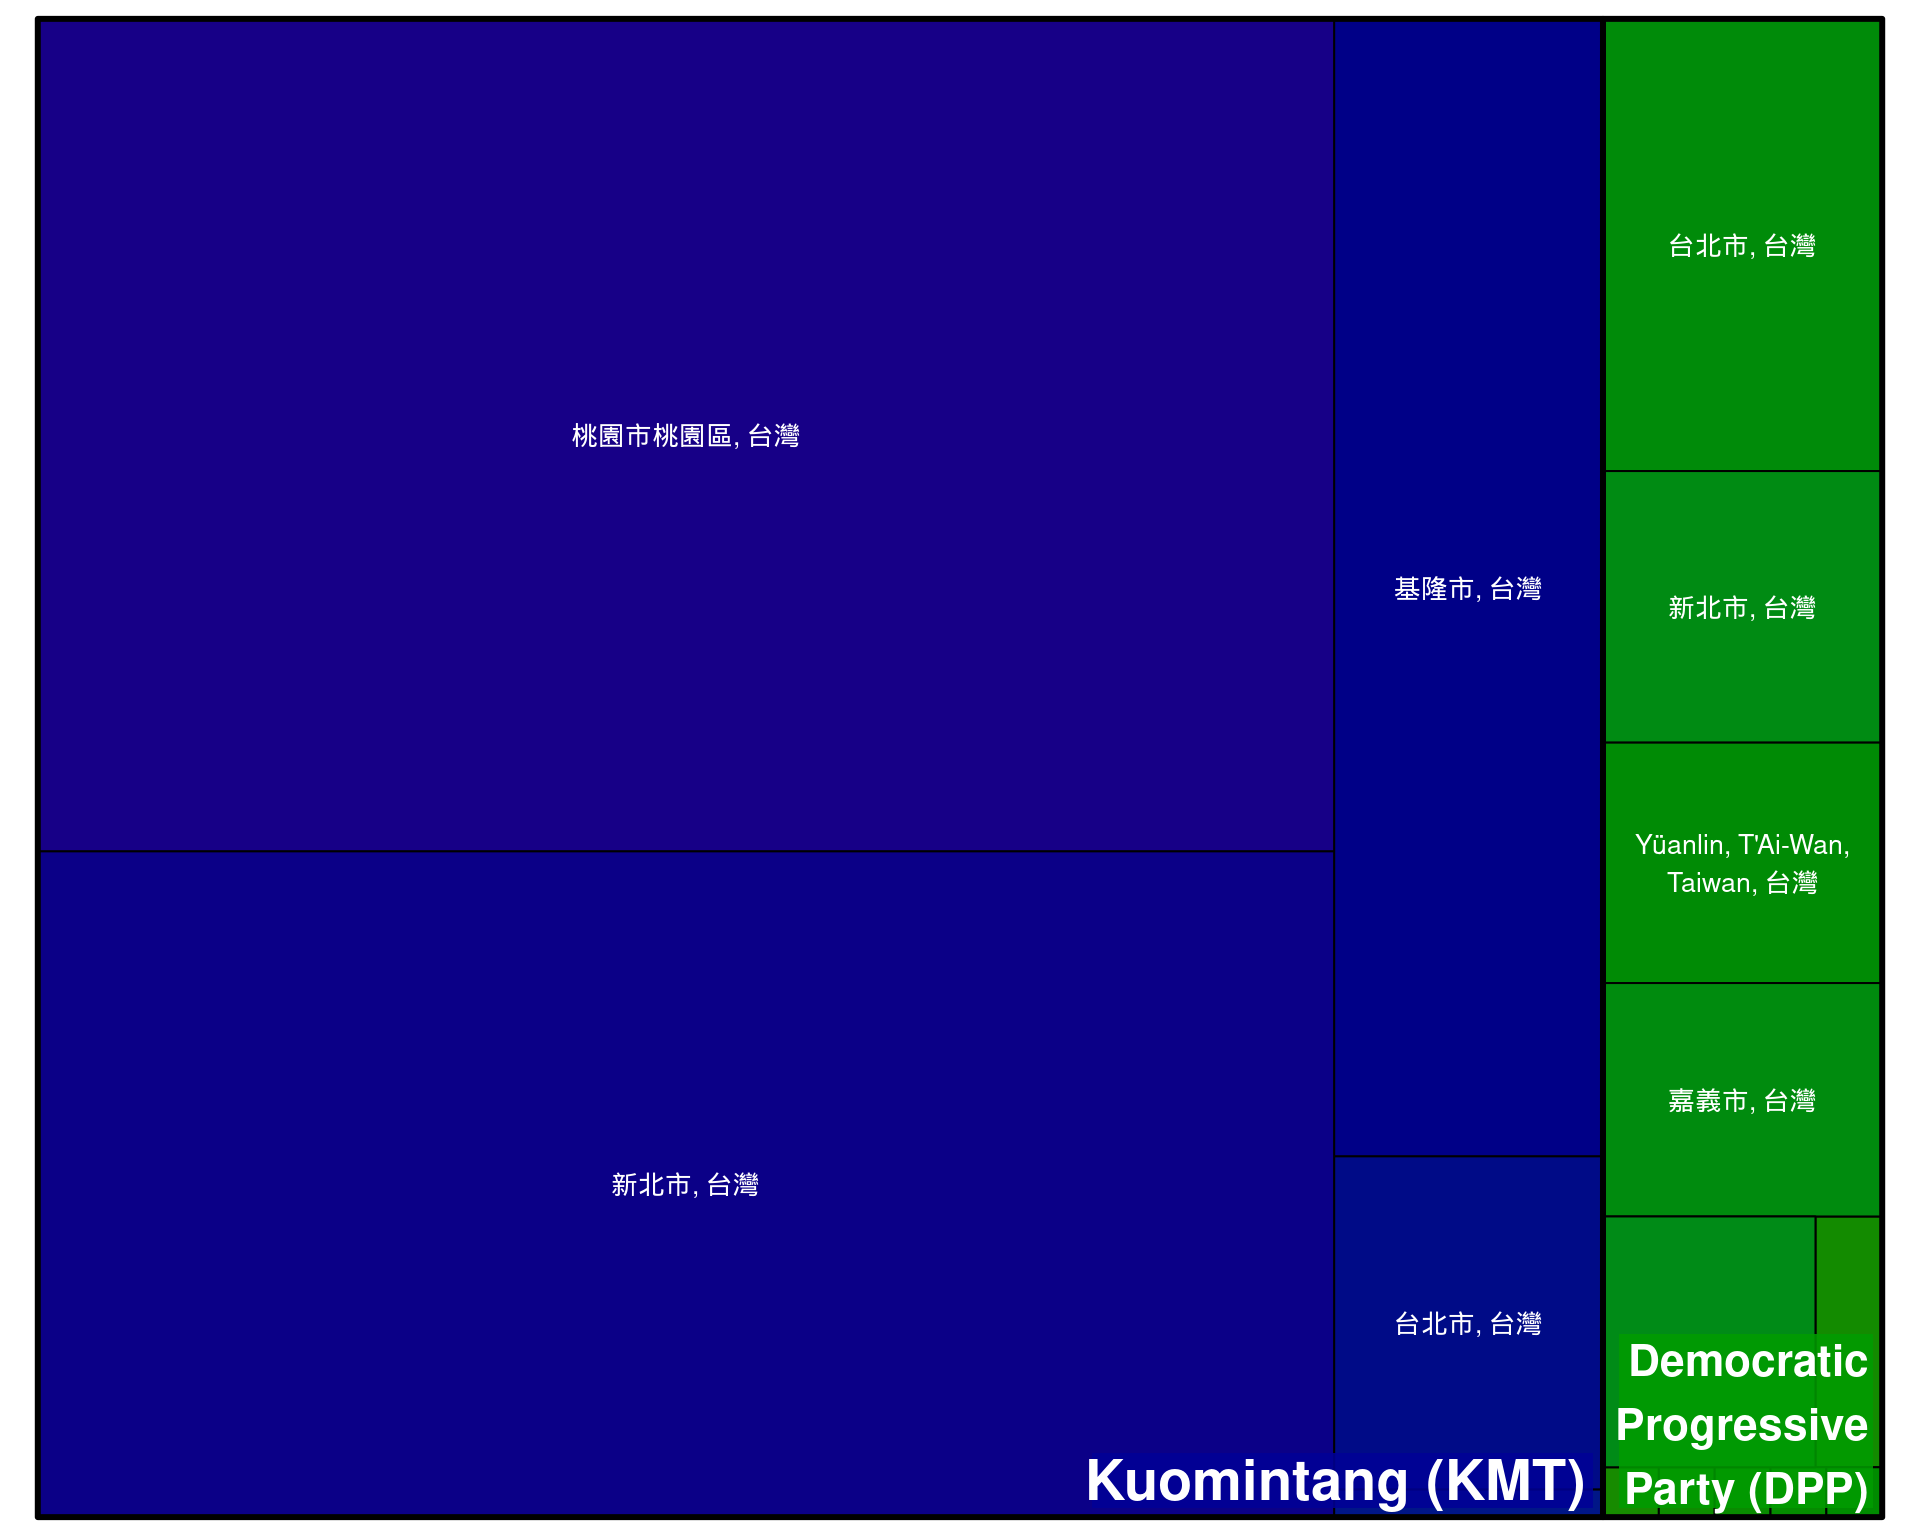 桃園市桃園區, 台灣
新北市, 台灣
基隆市, 台灣
台北市, 台灣
Kuomintang (KMT)
台北市, 台灣
新北市, 台灣
Yüanlin, T'Ai-Wan,
Taiwan, 台灣
嘉義市, 台灣
Democratic
Progressive
Party (DPP)